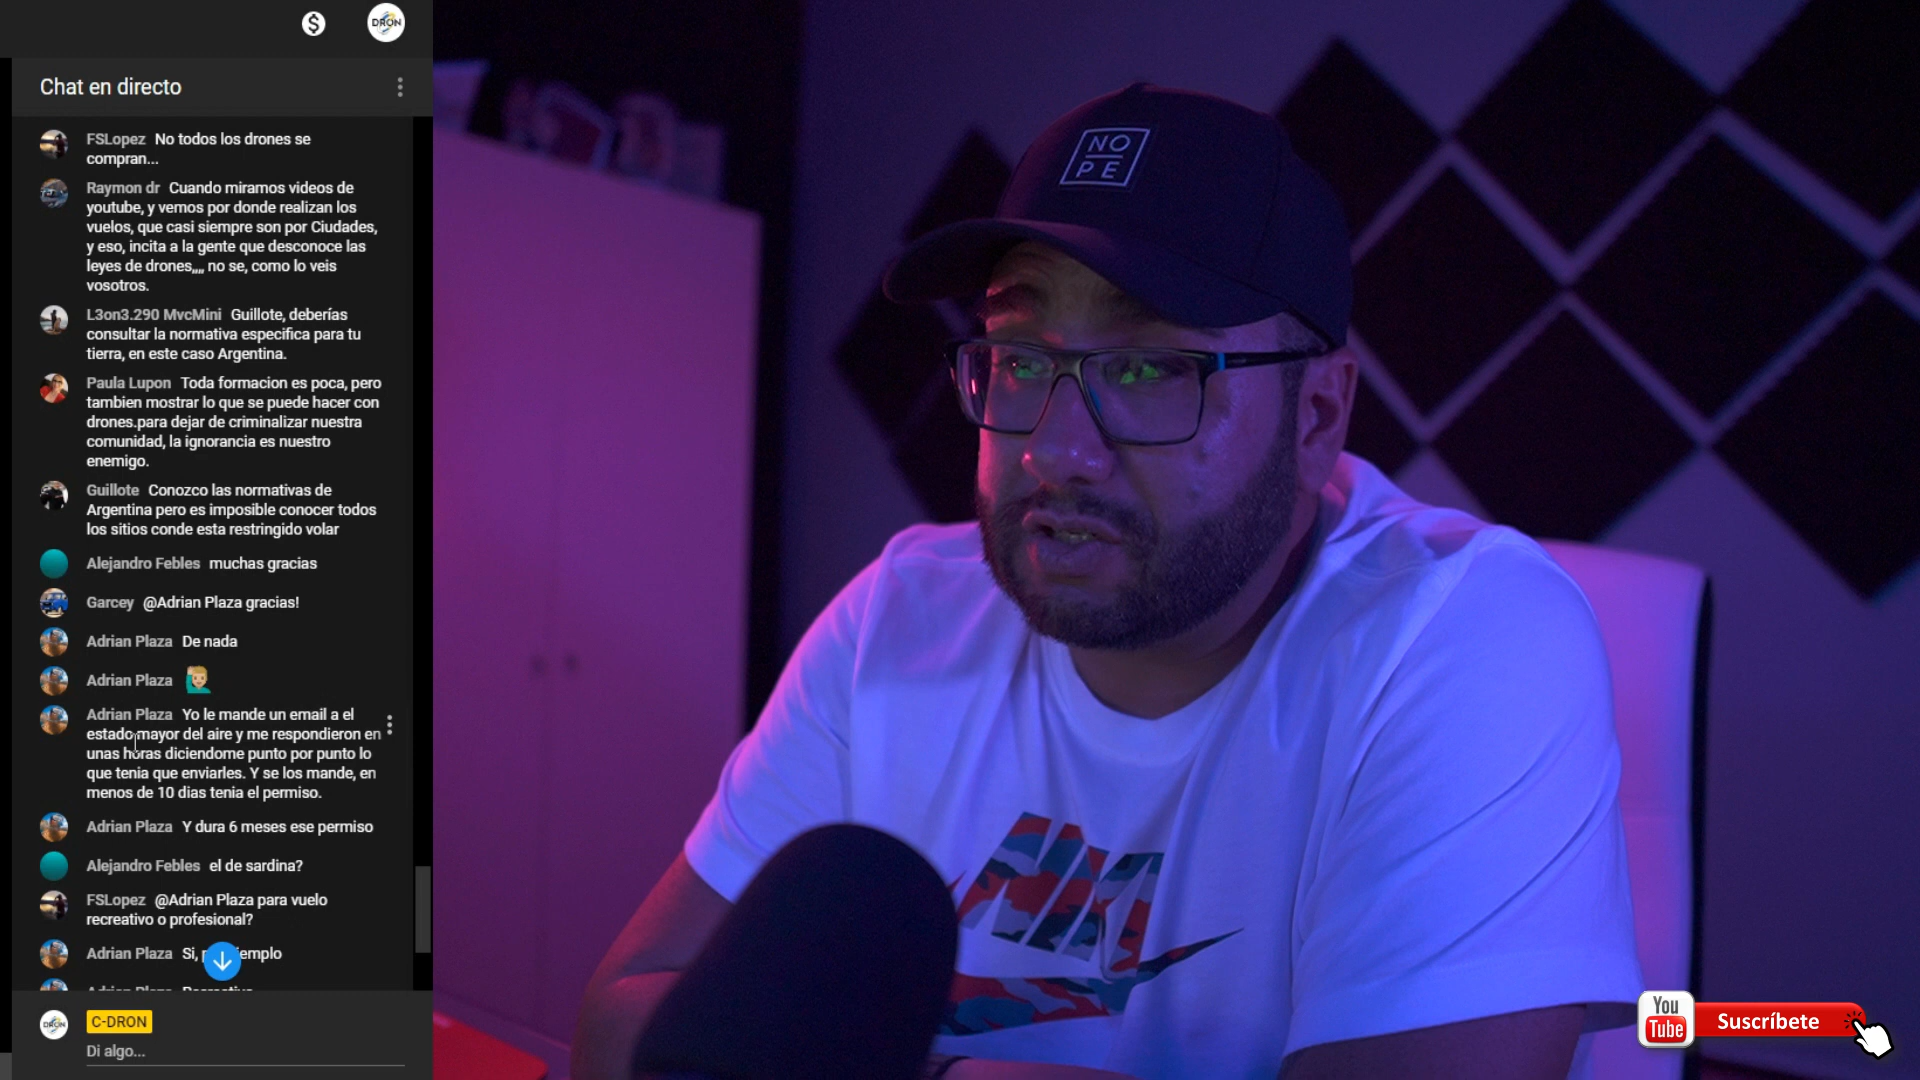 $
DRON
Chat en directo
FSLopez No todos los drones se
compran...
Raymon dr Cuando miramos videos de
youtube, y vemos por donde realizan los
vuelos, que casi siempre son por Ciudades,
y eso, incita a la gente que desconoce las
leyes de drones,,,, no se, como lo veis
vosotros.
L3on3.290 MvcMini Guillote, deberías
consultar la normativa especifica para tu
tierra, en este caso Argentina.
Paula Lupon Toda formacion es poca, pero
tambien mostrar lo que se puede hacer con
drones.para dejar de criminalizar nuestra
comunidad, la ignorancia es nuestro
enemigo.
Guillote Conozco las normativas de
Argentina pero es imposible conocer todos
los sitios conde esta restringido volar
Alejandro Febles muchas gracias
Garcey @Adrian Plaza gracias!
Adrian Plaza De nada
Adrian Plaza
Adrian Plaza Yo le mande un email a el
estado mayor del aire y me respondieron en
unas horas diciendome punto por punto lo
que tenia que enviarles. Y se los mande, en
menos de 10 dias tenia el permiso.
Adrian Plaza Y dura 6 meses ese permiso
Alejandro Febles el de sardina?
FSLopez @Adrian Plaza para vuelo
recreativo o profesional?
Adrian Plaza Si,
DRON
C-DRON
Di algo...
NO
PE
You
Tube
Suscríbete